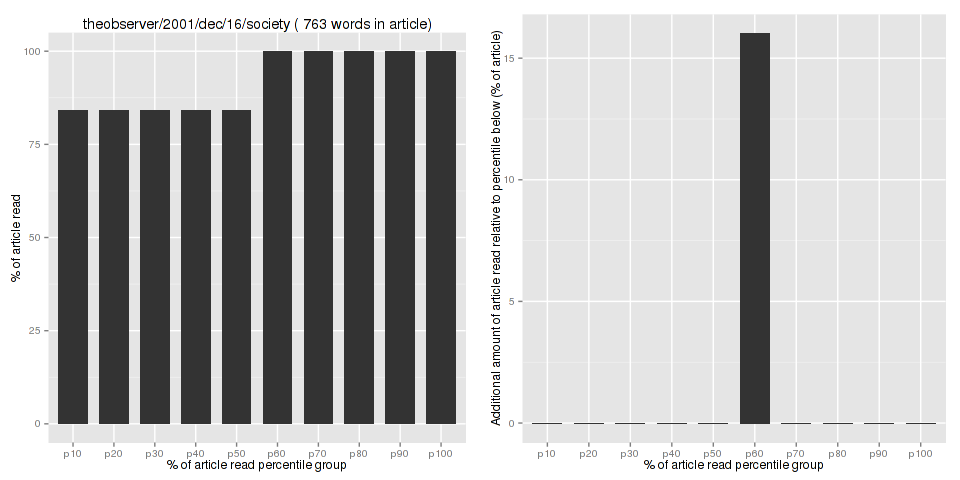 theobserver/2001/dec/16/society ( 763 words in article)
% of article read
100
75
50
25
0
p10 p20 p30 p40 p50 p60 p70 p80 p90 p100
% of article read percentile group
Additional amount of article read relative to percentile below (% of article)
15
10
5
0
p10 p20 p30 p40 p50 p60 p70 p80 p90 p100
% of article read percentile group